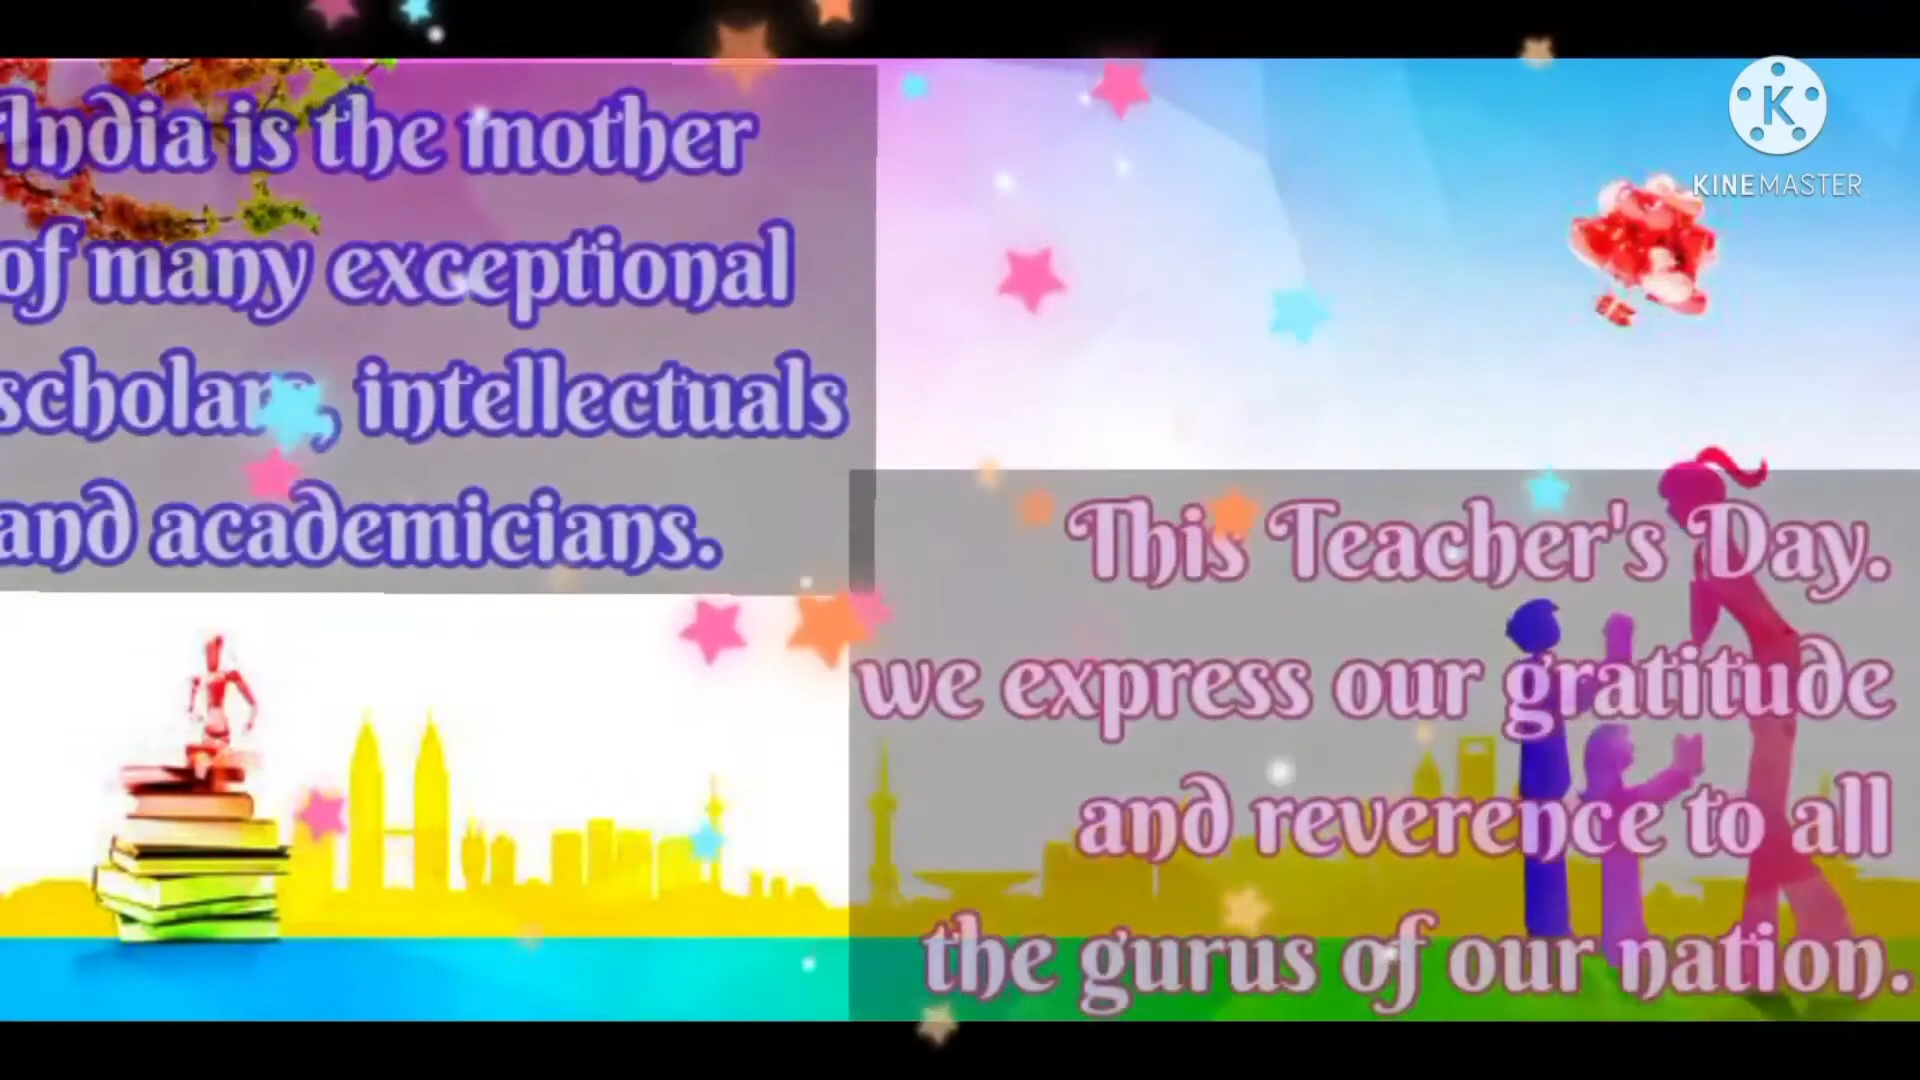 India is the mother
of many exceptional
scholars, intellectuals
and academicians.
KINEMASTER
This Teacher's Day.
we express our gratitude
and reverence to all
the gurus of our nation.